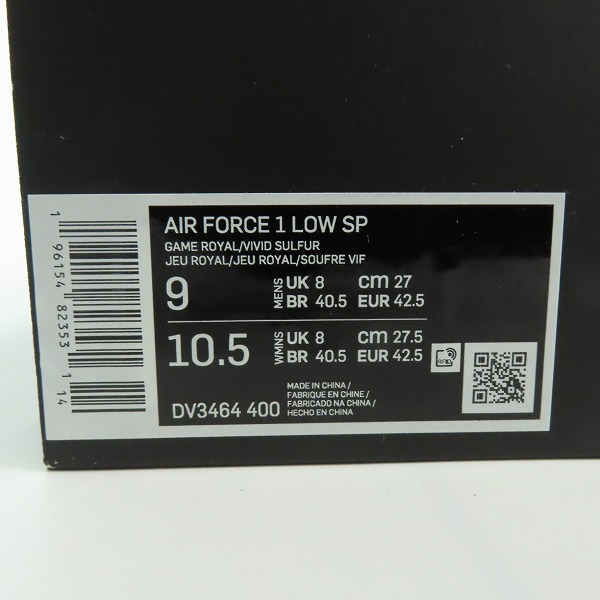 AIR FORCE 1 LOW SP
GAME ROYAL/VIVID SULFUR
JEU ROYAL/JEU ROYAL/SOUFRE VIF
9 MENS UK 8 cm 27
BR 40.5 EUR 42.5
10.5 WMNS UK 8 cm 27.5
BR 40.5 EUR 42.5
RFID
DV3464 400
MADE IN CHINA/
FABRIQUE EN CHINE/
FABRICADO NA CHINA/
HECHO EN CHINA
1 96154 82353 1 14